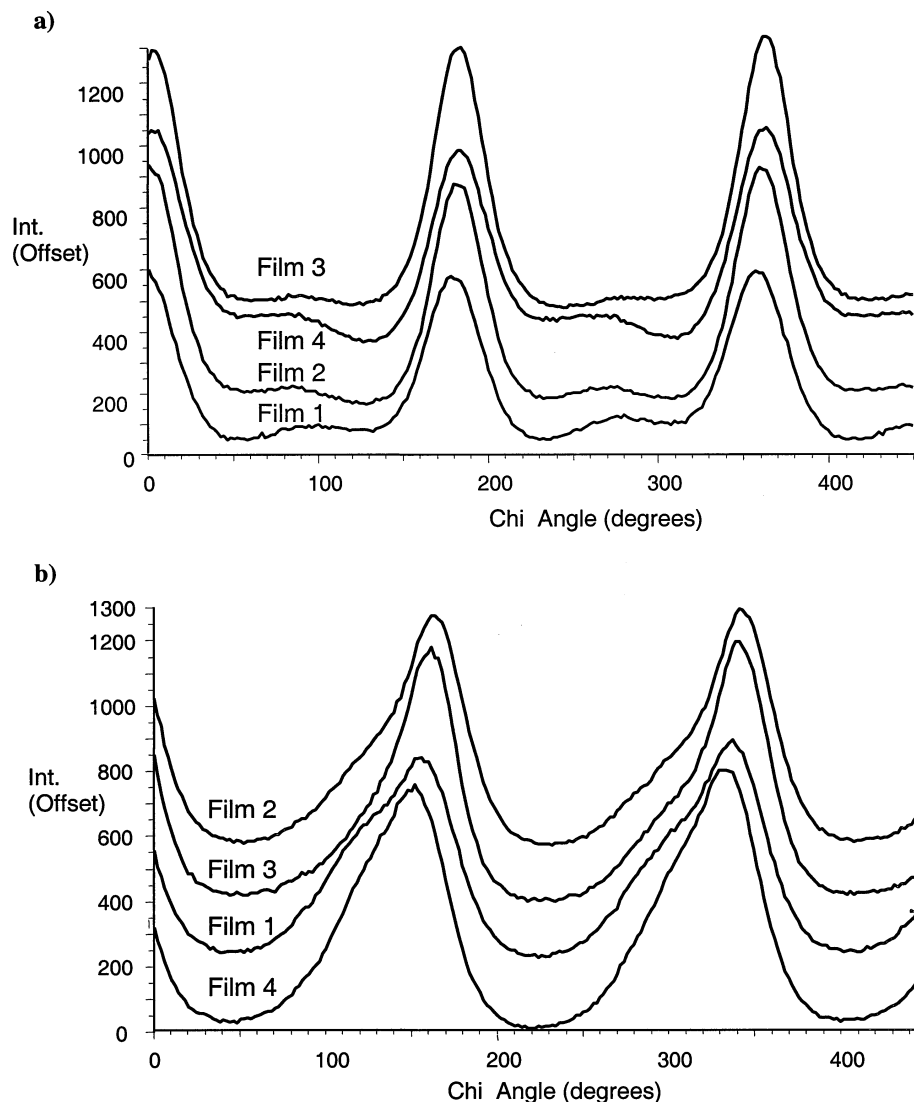 a)
1200
1000
800
600
400
200
0
Int.
(Offset)
Film 3
Film 4
Film 2
Film 1
0 100 200 300 400
Chi Angle (degrees)
b)
1300
1200
1000
800
600
400
200
0
Int.
(Offset)
Film 2
Film 3
Film 1
Film 4
0 100 200 300 400
Chi Angle (degrees)